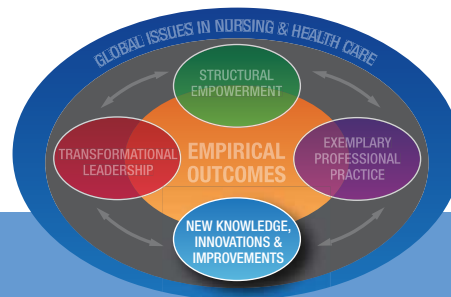 GLOBAL ISSUES IN NURSING & HEALTH CARE
STRUCTURAL
EMPOWERMENT
TRANSFORMATIONAL
LEADERSHIP
EMPIRICAL
OUTCOMES
EXEMPLARY
PROFESSIONAL
PRACTICE
NEW KNOWLEDGE,
INNOVATIONS &
IMPROVEMENTS